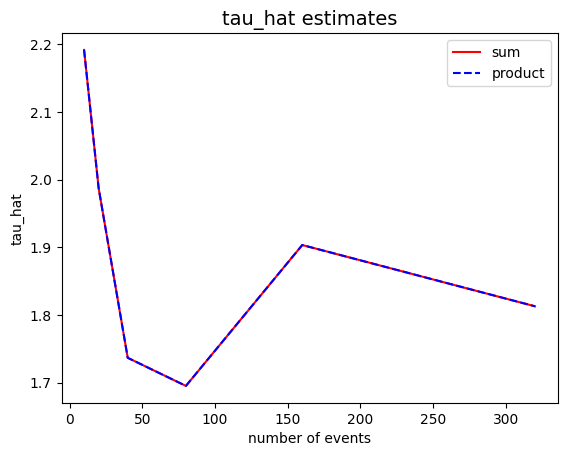 tau_hat estimates
sum
product
2.2
2.1
2.0
1.9
1.8
1.7
tau_hat
0
50
100
150
200
250
300
number of events